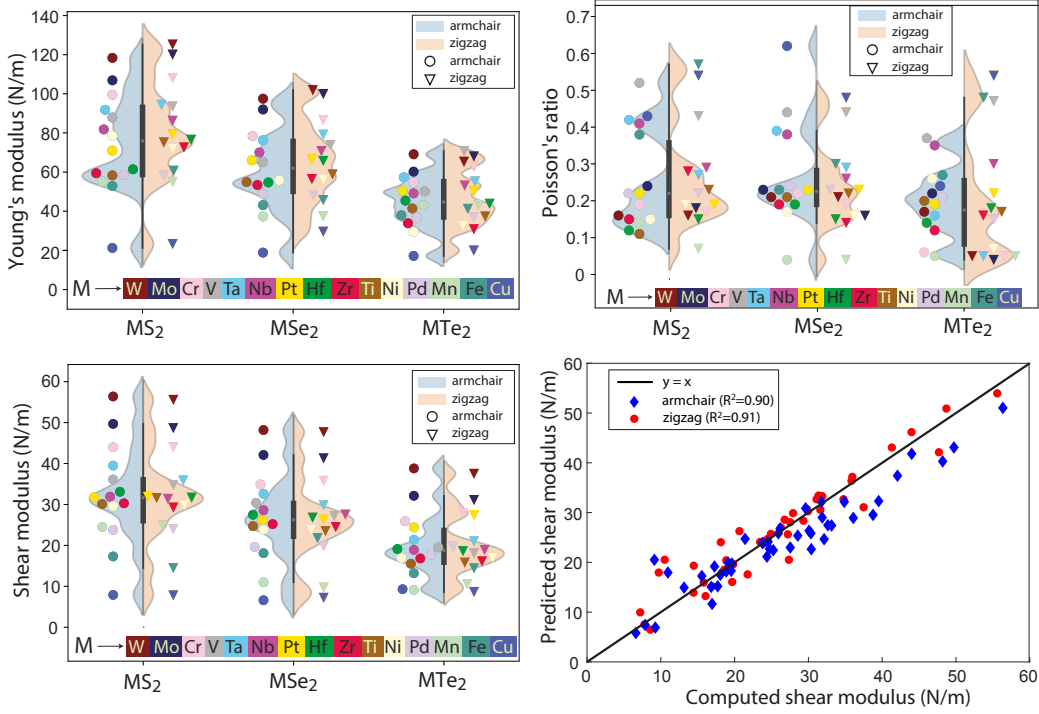 140
120
100
80
60
40
20
0
Young's modulus (N/m)
armchair
zigzag
armchair
zigzag
M W Mo Cr V Ta Nb Pt Hf Zr Ti Ni Pd Mn Fe Cu
MS2
MSe2
MTe2
0.7
0.6
0.5
0.4
0.3
0.2
0.1
0
Poisson's ratio
armchair
zigzag
armchair
zigzag
M W Mo Cr V Ta Nb Pt Hf Zr Ti Ni Pd Mn Fe Cu
MS2
MSe2
MTe2
60
50
40
30
20
10
0
Shear modulus (N/m)
armchair
zigzag
armchair
zigzag
M W Mo Cr V Ta Nb Pt Hf Zr Ti Ni Pd Mn Fe Cu
MS2
MSe2
MTe2
60
50
40
30
20
10
0
Predicted shear modulus (N/m)
y = x
armchair (R²=0.90)
zigzag (R²=0.91)
0 10 20 30 40 50 60
Computed shear modulus (N/m)